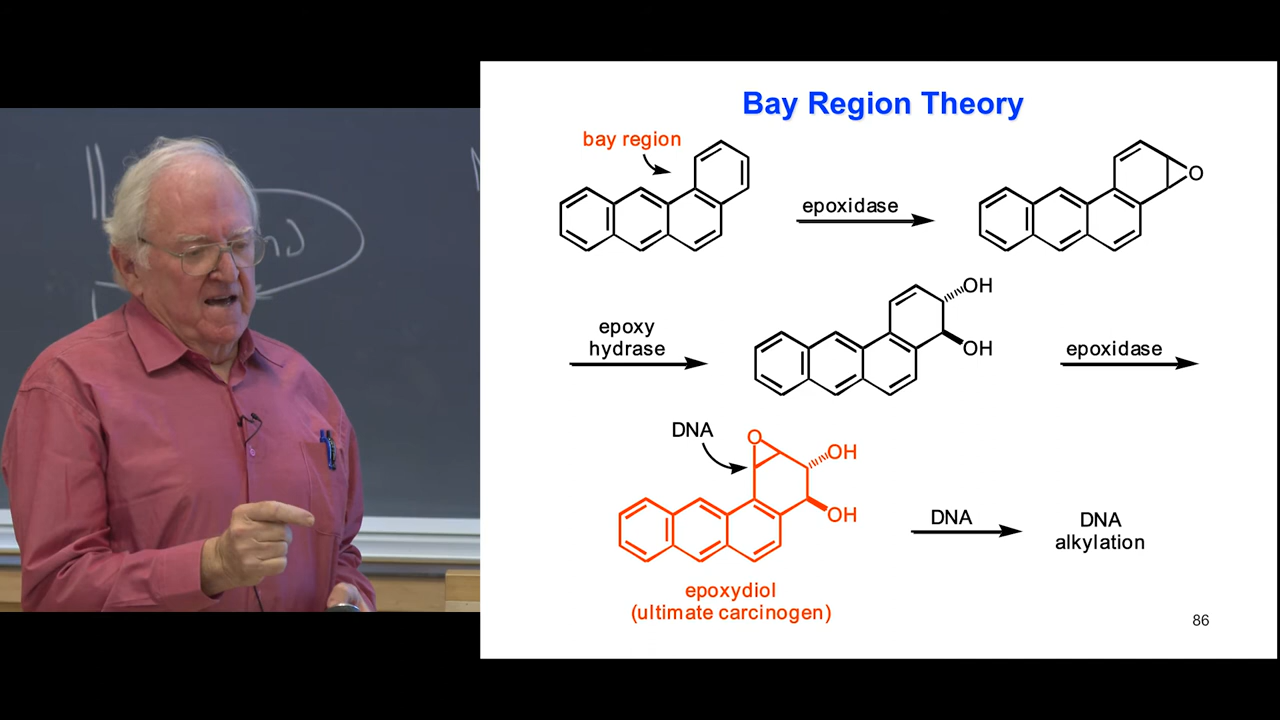 Bay Region Theory
bay region
epoxidase
O
epoxy
hydrase
OH
OH
epoxidase
DNA
O
OH
OH
epoxydiol
(ultimate carcinogen)
DNA
DNA
alkylation
86